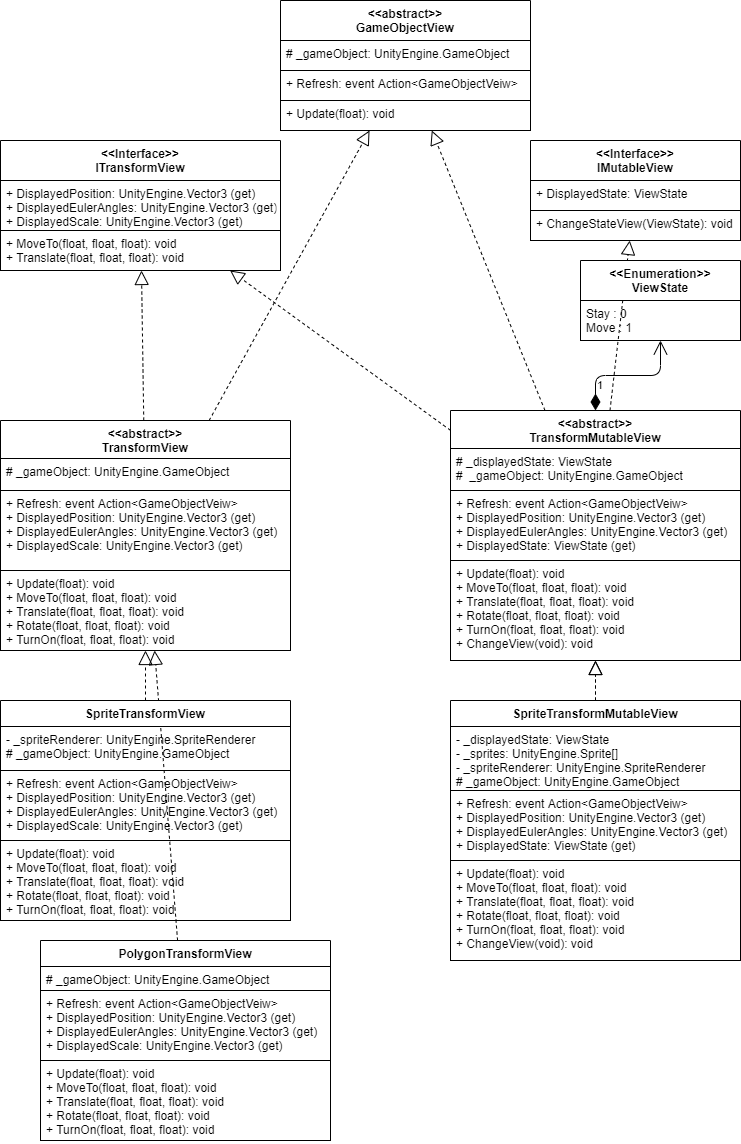 <<abstract>>
GameObjectView
# _gameObject: UnityEngine.GameObject
+ Refresh: event Action<GameObjectVeiw>
+ Update(float): void
<<Interface>>
ITransformView
+ DisplayedPosition: UnityEngine.Vector3 (get)
+ DisplayedEulerAngles: UnityEngine.Vector3 (get)
+ DisplayedScale: UnityEngine.Vector3 (get)
+ MoveTo(float, float, float): void
+ Translate(float, float, float): void
<<Interface>>
IMutableView
+ DisplayedState: ViewState
+ ChangeStateView(ViewState): void
<<Enumeration>>
ViewState
Stay : 0
Move : 1
1
<<abstract>>
TransformView
# _gameObject: UnityEngine.GameObject
+ Refresh: event Action<GameObjectVeiw>
+ DisplayedPosition: UnityEngine.Vector3 (get)
+ DisplayedEulerAngles: UnityEngine.Vector3 (get)
+ DisplayedScale: UnityEngine.Vector3 (get)
+ Update(float): void
+ MoveTo(float, float, float): void
+ Translate(float, float, float): void
+ Rotate(float, float, float): void
+ TurnOn(float, float, float): void
<<abstract>>
TransformMutableView
# _displayedState: ViewState
# _gameObject: UnityEngine.GameObject
+ Refresh: event Action<GameObjectVeiw>
+ DisplayedPosition: UnityEngine.Vector3 (get)
+ DisplayedEulerAngles: UnityEngine.Vector3 (get)
+ DisplayedState: ViewState (get)
+ Update(float): void
+ MoveTo(float, float, float): void
+ Translate(float, float, float): void
+ Rotate(float, float, float): void
+ TurnOn(float, float, float): void
+ ChangeView(void): void
SpriteTransformView
- _spriteRenderer: UnityEngine.SpriteRenderer
# _gameObject: UnityEngine.GameObject
+ Refresh: event Action<GameObjectVeiw>
+ DisplayedPosition: UnityEngine.Vector3 (get)
+ DisplayedEulerAngles: UnityEngine.Vector3 (get)
+ DisplayedScale: UnityEngine.Vector3 (get)
+ Update(float): void
+ MoveTo(float, float, float): void
+ Translate(float, float, float): void
+ Rotate(float, float, float): void
+ TurnOn(float, float, float): void
SpriteTransformMutableView
- _displayedState: ViewState
- _sprites: UnityEngine.Sprite[]
- _spriteRenderer: UnityEngine.SpriteRenderer
# _gameObject: UnityEngine.GameObject
+ Refresh: event Action<GameObjectVeiw>
+ DisplayedPosition: UnityEngine.Vector3 (get)
+ DisplayedEulerAngles: UnityEngine.Vector3 (get)
+ DisplayedState: ViewState (get)
+ Update(float): void
+ MoveTo(float, float, float): void
+ Translate(float, float, float): void
+ Rotate(float, float, float): void
+ TurnOn(float, float, float): void
+ ChangeView(void): void
PolygonTransformView
# _gameObject: UnityEngine.GameObject
+ Refresh: event Action<GameObjectVeiw>
+ DisplayedPosition: UnityEngine.Vector3 (get)
+ DisplayedEulerAngles: UnityEngine.Vector3 (get)
+ DisplayedScale: UnityEngine.Vector3 (get)
+ Update(float): void
+ MoveTo(float, float, float): void
+ Translate(float, float, float): void
+ Rotate(float, float, float): void
+ TurnOn(float, float, float): void